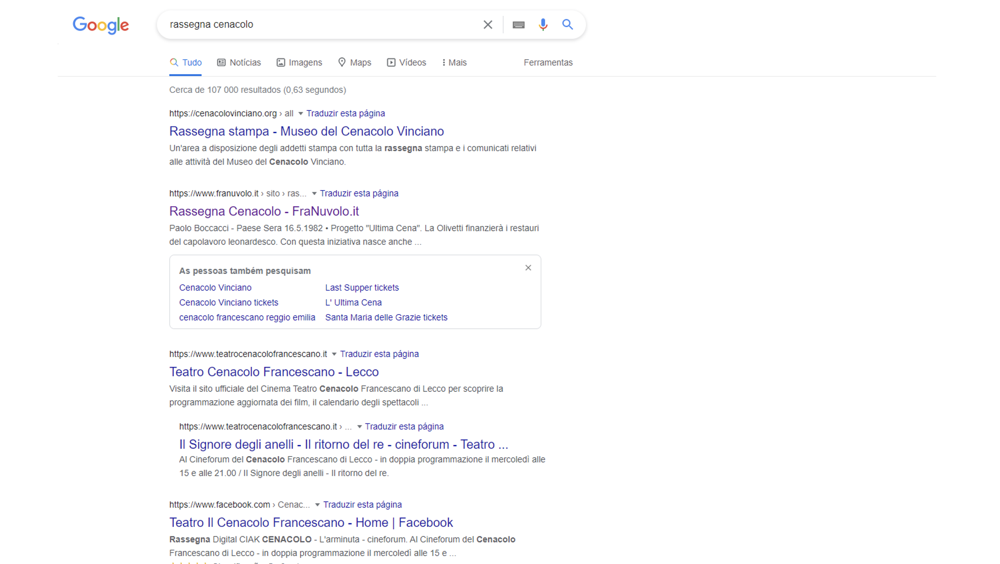 Google
rassegna cenacolo
Tudo Notícias Imagens Maps Vídeos Mais Ferramentas
Cerca de 107 000 resultados (0,63 segundos)
https://cenacolovinciano.org › all Traduzir esta página
Rassegna stampa - Museo del Cenacolo Vinciano
Un'area a disposizione degli addetti stampa con tutta la rassegna stampa e i comunicati relativi
alle attività del Museo del Cenacolo Vinciano.
https://www.franuvolo.it › sito › ras... Traduzir esta página
Rassegna Cenacolo - FraNuvolo.it
Paolo Boccacci - Paese Sera 16.5.1982 • Progetto "Ultima Cena". La Olivetti finanzierà i restauri
del capolavoro leonardesco. Con questa iniziativa nasce anche ...
As pessoas também pesquisam
Cenacolo Vinciano Last Supper tickets
Cenacolo Vinciano tickets L' Ultima Cena
cenacolo francescano reggio emilia Santa Maria delle Grazie tickets
https://www.teatrocenacolofrancescano.it Traduzir esta página
Teatro Cenacolo Francescano - Lecco
Visita il sito ufficiale del Cinema Teatro Cenacolo Francescano di Lecco per scoprire la
programmazione aggiornata dei film, il calendario degli spettacoli ...
https://www.teatrocenacolofrancescano.it › ... Traduzir esta página
Il Signore degli anelli - Il ritorno del re - cineforum - Teatro ...
Al Cineforum del Cenacolo Francescano di Lecco - in doppia programmazione il mercoledì alle
15 e alle 21.00 / Il Signore degli anelli - Il ritorno del re.
https://www.facebook.com › Cenac... Traduzir esta página
Teatro Il Cenacolo Francescano - Home | Facebook
Rassegna Digital CIAK CENACOLO - L'arminuta - cineforum. Al Cineforum del Cenacolo
Francescano di Lecco - in doppia programmazione il mercoledì alle 15 e ...